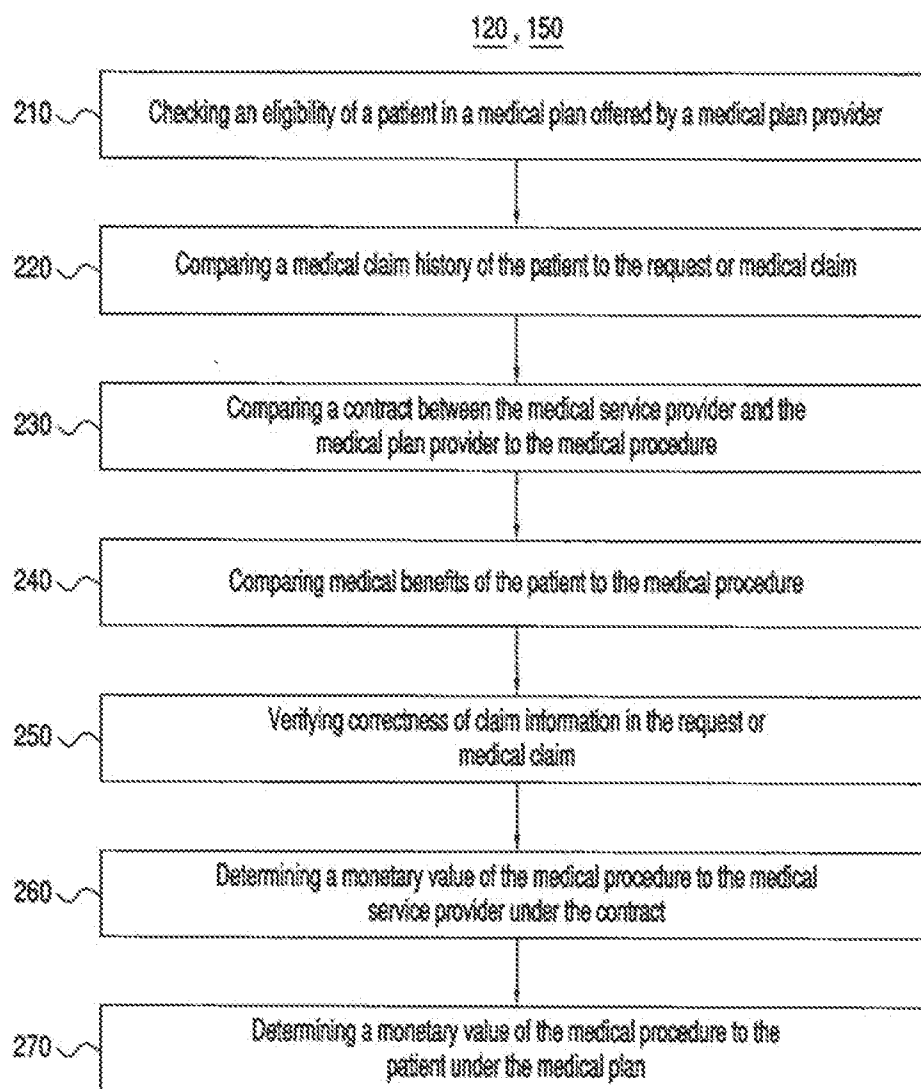 120, 150
210 Checking an eligibility of a patient in a medical plan offered by a medical plan provider
220 Comparing a medical claim history of the patient to the request or medical claim
230 Comparing a contract between the medical service provider and the
medical plan provider to the medical procedure
240 Comparing medical benefits of the patient to the medical procedure
250 Verifying correctness of claim information in the request or
medical claim
260 Determining a monetary value of the medical procedure to the medical
service provider under the contract
270 Determining a monetary value of the medical procedure to the
patient under the medical plan